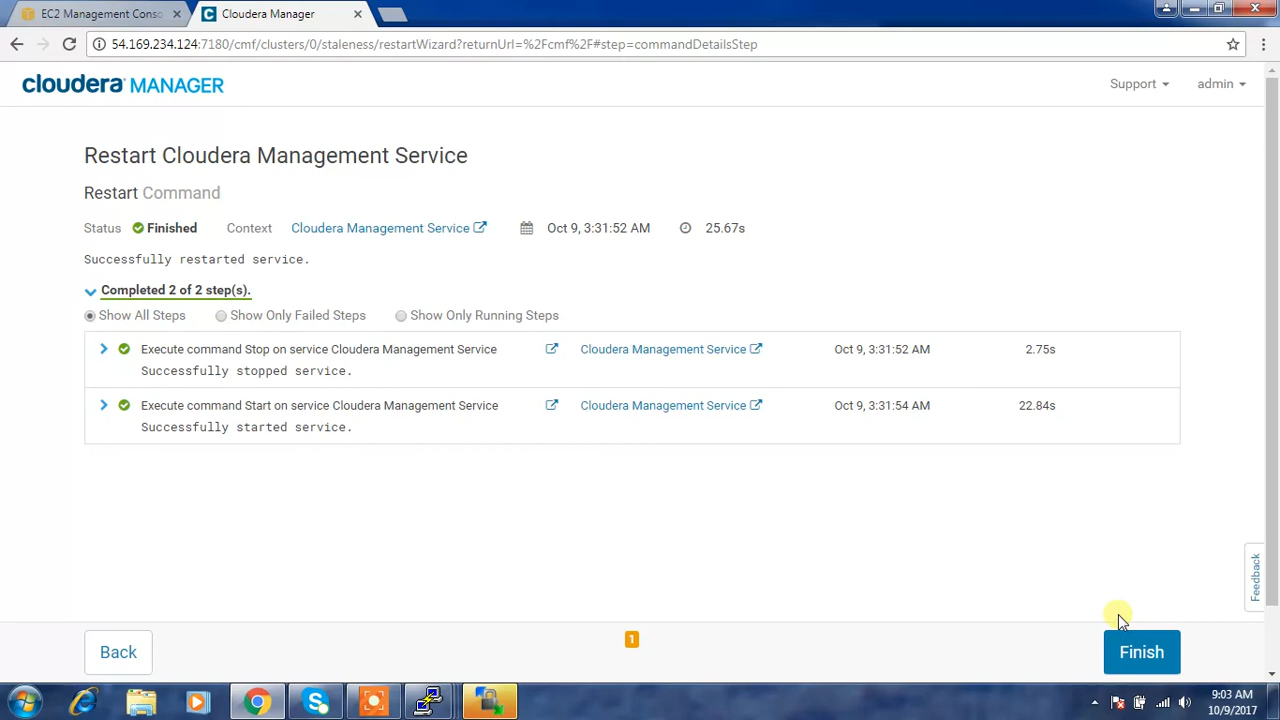 EC2 Management Conso
Cloudera Manager
54.169.234.124:7180/cmf/clusters/0/staleness/restartWizard?returnUrl=%2Fcmf%2F#step=commandDetailsStep
cloudera MANAGER
Support
admin
Restart Cloudera Management Service
Restart Command
Status Finished Context Cloudera Management Service Oct 9, 3:31:52 AM 25.67s
Successfully restarted service.
Completed 2 of 2 step(s).
Show All Steps Show Only Failed Steps Show Only Running Steps
Execute command Stop on service Cloudera Management Service Cloudera Management Service Oct 9, 3:31:52 AM 2.75s
Successfully stopped service.
Execute command Start on service Cloudera Management Service Cloudera Management Service Oct 9, 3:31:54 AM 22.84s
Successfully started service.
Feedback
Back
1
Finish
9:03 AM
10/9/2017